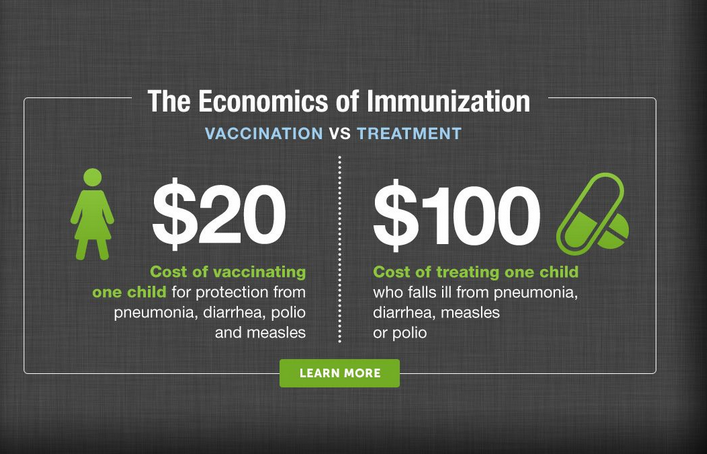 The Economics of Immunization
VACCINATION VS TREATMENT
$20
Cost of vaccinating
one child for protection from
pneumonia, diarrhea, polio
and measles
$100
Cost of treating one child
who falls ill from pneumonia,
diarrhea, measles
or polio
LEARN MORE